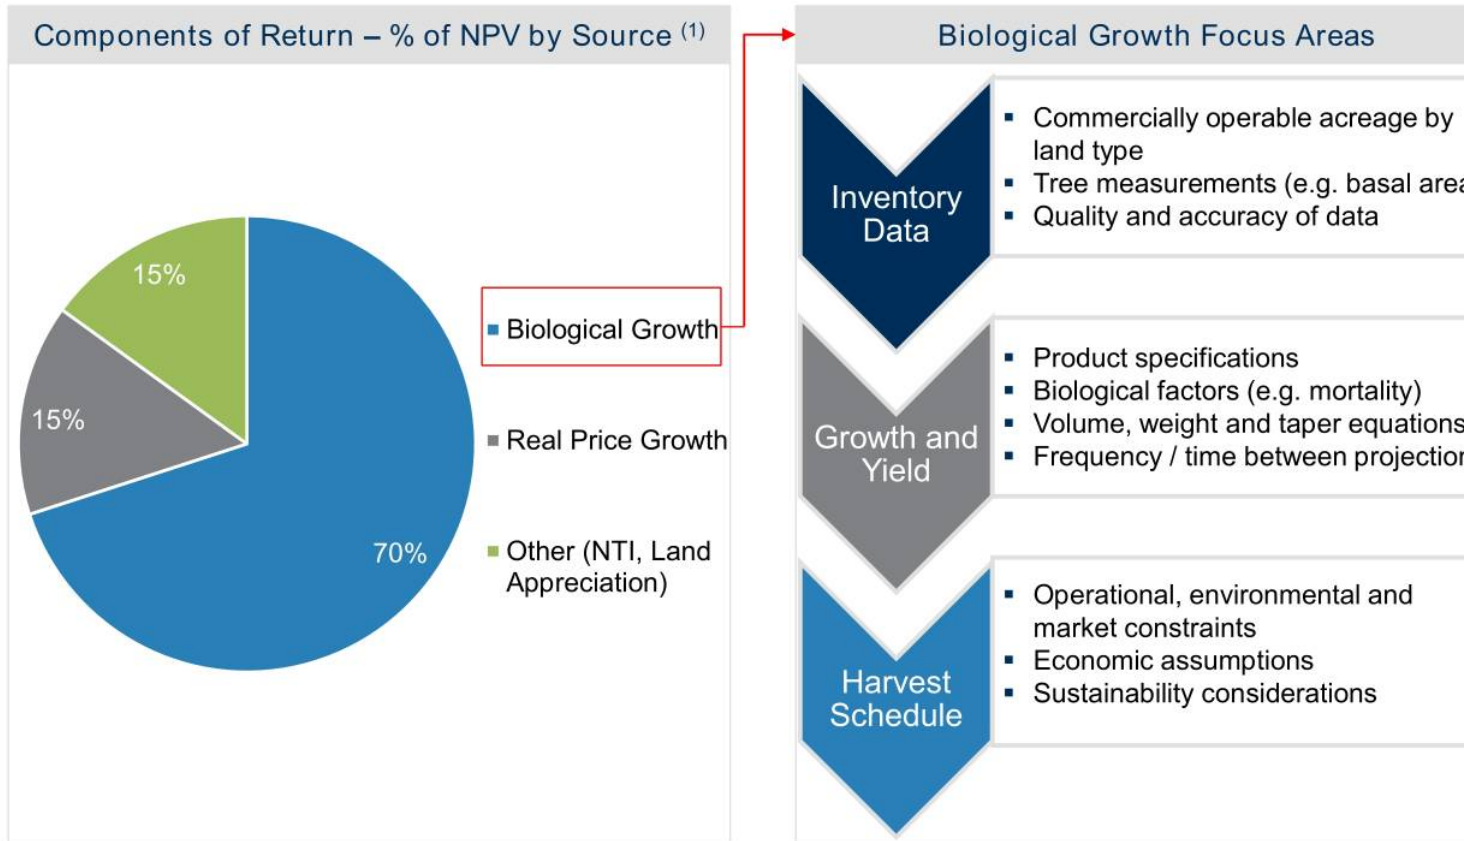 Components of Return – % of NPV by Source (1)
15%
15%
70%
Biological Growth
Real Price Growth
Other (NTI, Land
Appreciation)
Biological Growth Focus Areas
Inventory
Data
▪ Commercially operable acreage by
land type
▪ Tree measurements (e.g. basal area
▪ Quality and accuracy of data
Growth and
Yield
▪ Product specifications
▪ Biological factors (e.g. mortality)
▪ Volume, weight and taper equations
▪ Frequency / time between projection
Harvest
Schedule
▪ Operational, environmental and
market constraints
▪ Economic assumptions
▪ Sustainability considerations